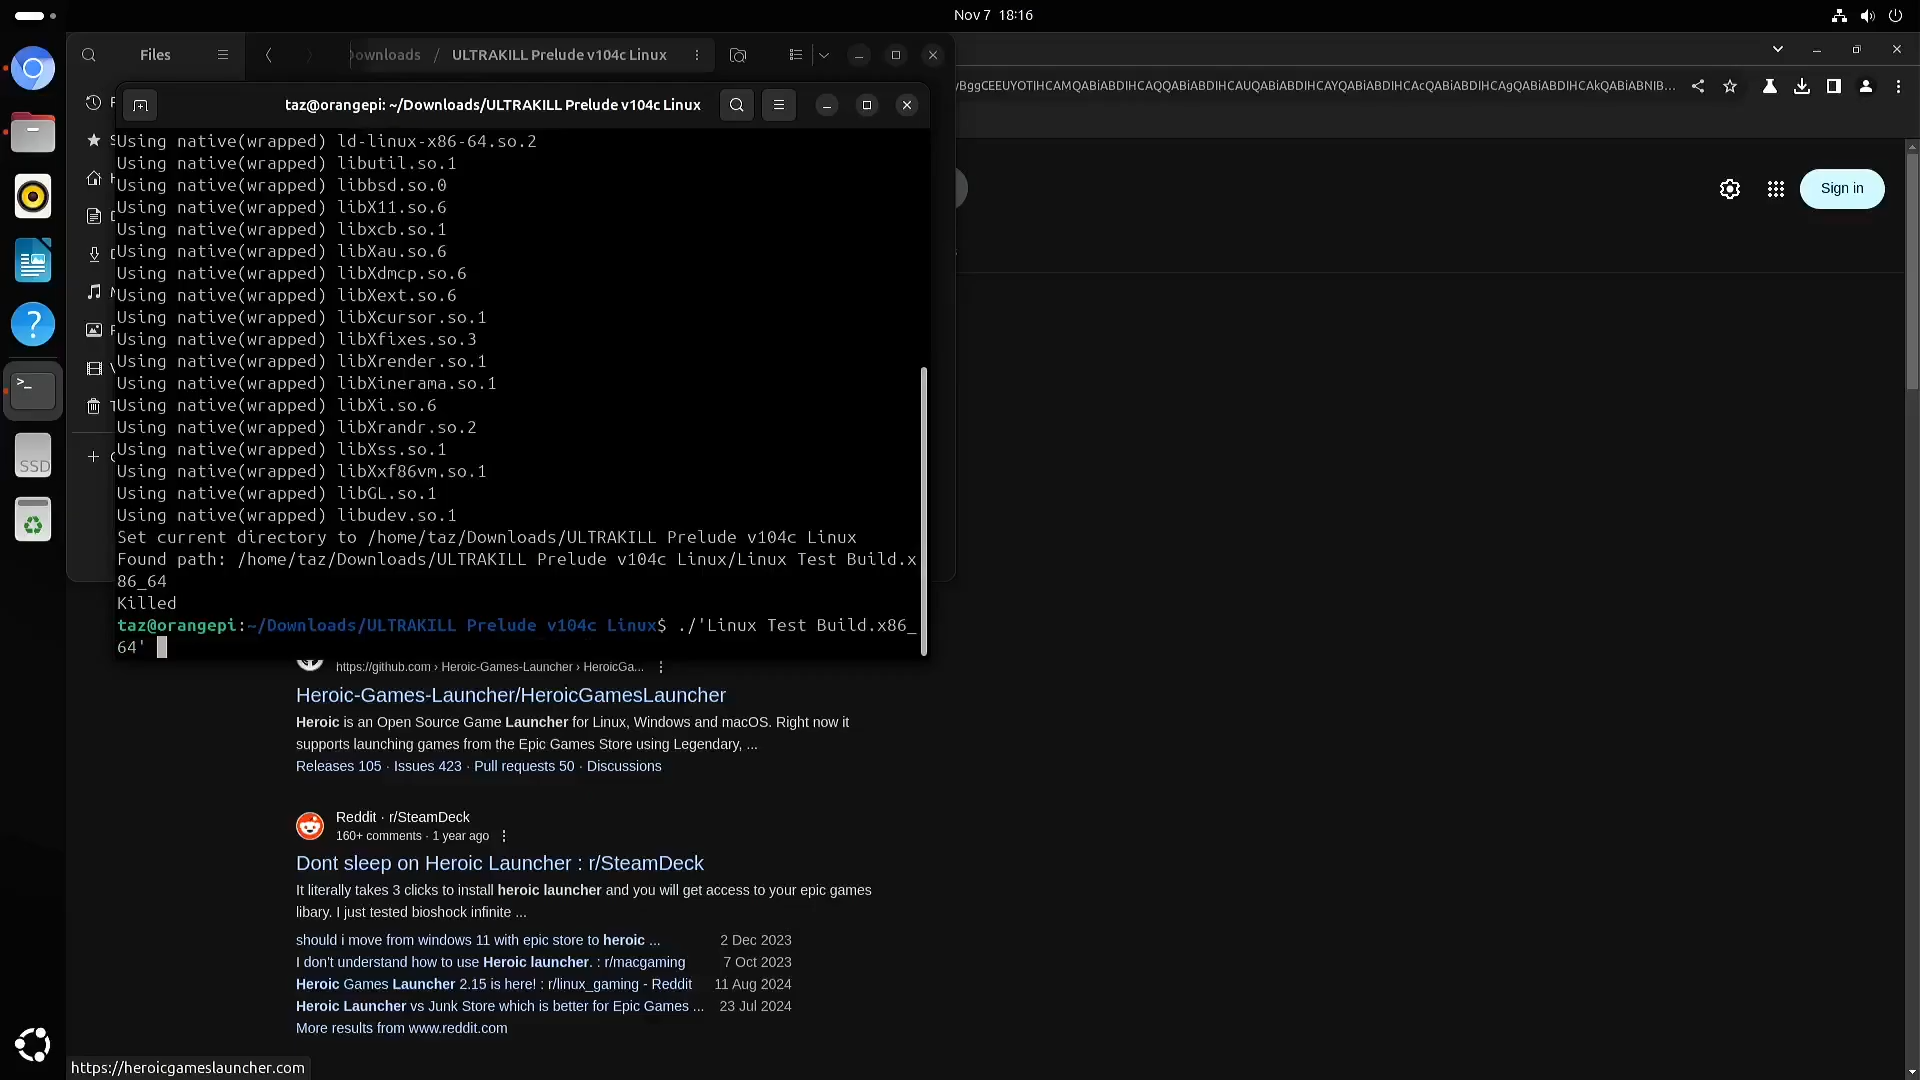 Nov 7 18:16
Files
Downloads / ULTRAKILL Prelude v104c Linux
yBggCEEUYOTIHCAMQABiABDIHCAQQABiABDIHCAUQABiABDIHCAYQABiABDIHCAcQABiABDIHCAgQABiABDIHCAkQABiABNIB...
taz@orangepi: ~/Downloads/ULTRAKILL Prelude v104c Linux
Sign in
Using native(wrapped) ld-linux-x86-64.so.2
Using native(wrapped) libutil.so.1
Using native(wrapped) libbsd.so.0
Using native(wrapped) libX11.so.6
Using native(wrapped) libxcb.so.1
Using native(wrapped) libXau.so.6
Using native(wrapped) libXdmcp.so.6
Using native(wrapped) libXext.so.6
Using native(wrapped) libXcursor.so.1
Using native(wrapped) libXfixes.so.3
Using native(wrapped) libXrender.so.1
Using native(wrapped) libXinerama.so.1
Using native(wrapped) libXi.so.6
Using native(wrapped) libXrandr.so.2
Using native(wrapped) libXss.so.1
Using native(wrapped) libXxf86vm.so.1
Using native(wrapped) libGL.so.1
Using native(wrapped) libudev.so.1
Set current directory to /home/taz/Downloads/ULTRAKILL Prelude v104c Linux
Found path: /home/taz/Downloads/ULTRAKILL Prelude v104c Linux/Linux Test Build.x
86_64
Killed
taz@orangepi:~/Downloads/ULTRAKILL Prelude v104c Linux$ ./'Linux Test Build.x86_
64'
SSD
https://github.com › Heroic-Games-Launcher › HeroicGa...
Heroic-Games-Launcher/HeroicGamesLauncher
Heroic is an Open Source Game Launcher for Linux, Windows and macOS. Right now it
supports launching games from the Epic Games Store using Legendary, ...
Releases 105 · Issues 423 · Pull requests 50 · Discussions
Reddit · r/SteamDeck
160+ comments · 1 year ago
Dont sleep on Heroic Launcher : r/SteamDeck
It literally takes 3 clicks to install heroic launcher and you will get access to your epic games
libary. I just tested bioshock infinite ...
should i move from windows 11 with epic store to heroic ... 2 Dec 2023
I don't understand how to use Heroic launcher. : r/macgaming 7 Oct 2023
Heroic Games Launcher 2.15 is here! : r/linux_gaming - Reddit 11 Aug 2024
Heroic Launcher vs Junk Store which is better for Epic Games ... 23 Jul 2024
More results from www.reddit.com
https://heroicgameslauncher.com